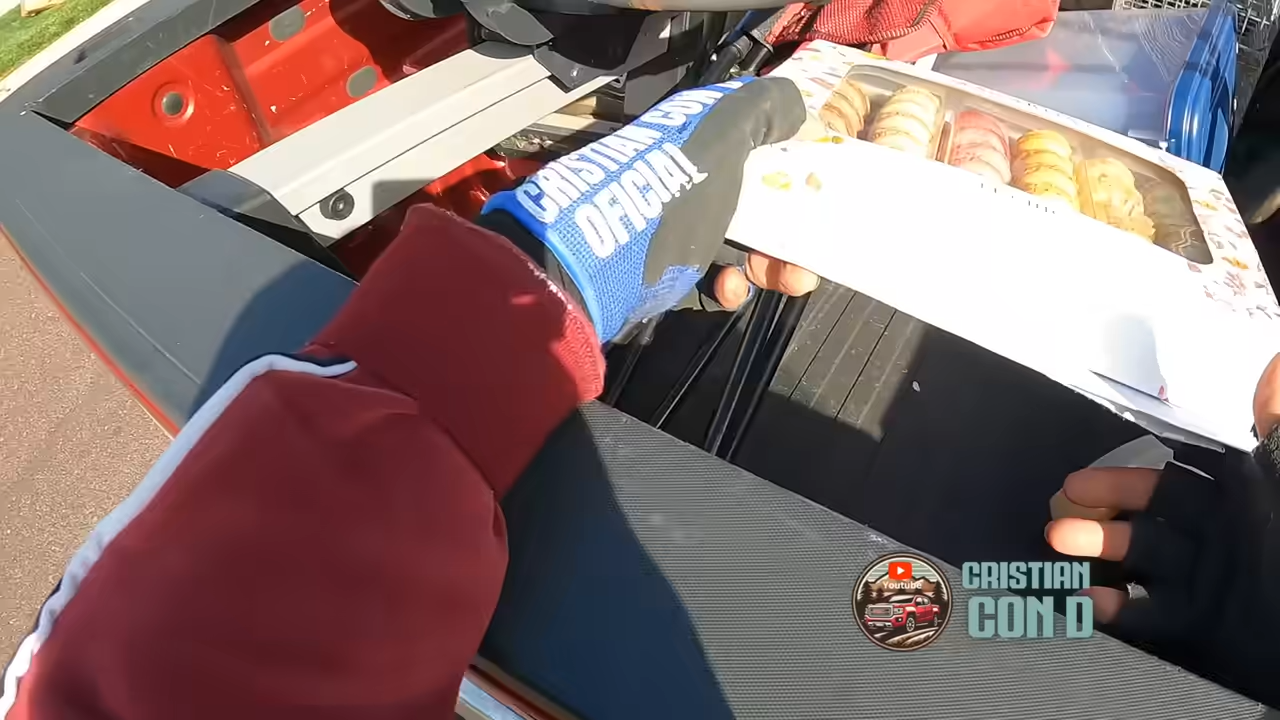 CRISTIAN CON D
OFICIAL
Youtube
CRISTIAN
CON D